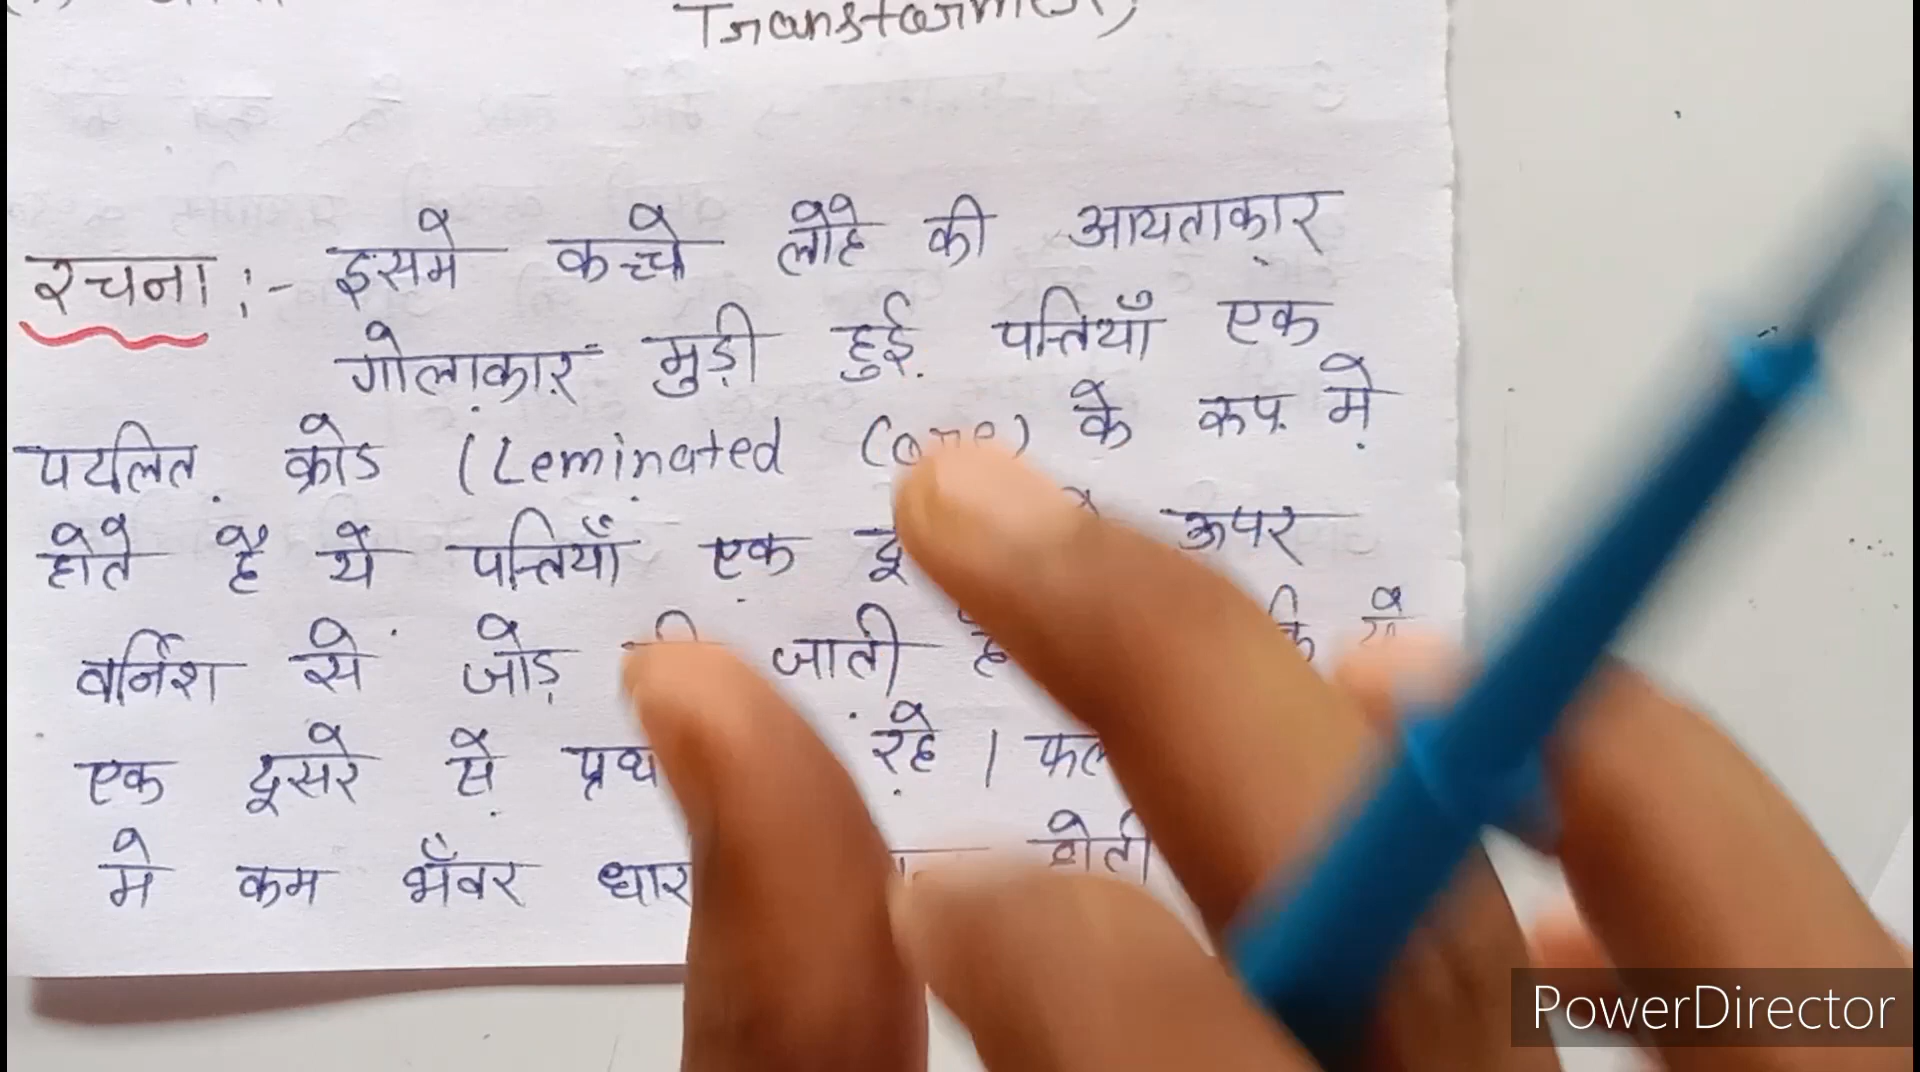 Transformer)
रचना :- इसमे कच्चे लोहे की आयताकार
गोलाकार मुड़ी हुई पत्तियाँ एक
पटलित क्रोड (Leminated Core) के रूप मे
होते है ये पत्तियाँ एक ऊपर
वर्निश से जोड़ जाती
एक दूसरे से रहे ।
मे कम भँवर होती
PowerDirector